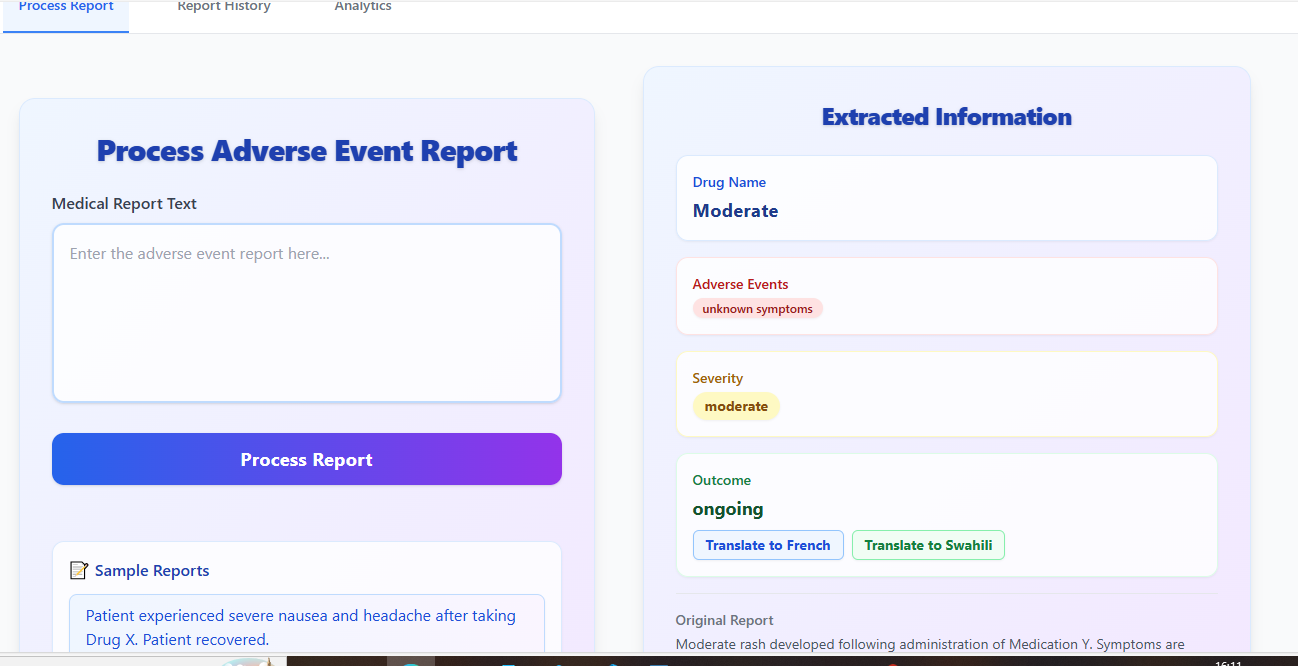 Process Report
Report History
Analytics
Process Adverse Event Report
Medical Report Text
Enter the adverse event report here...
Process Report
Sample Reports
Patient experienced severe nausea and headache after taking
Drug X. Patient recovered.
Extracted Information
Drug Name
Moderate
Adverse Events
unknown symptoms
Severity
moderate
Outcome
ongoing
Translate to French
Translate to Swahili
Original Report
Moderate rash developed following administration of Medication Y. Symptoms are
16:11